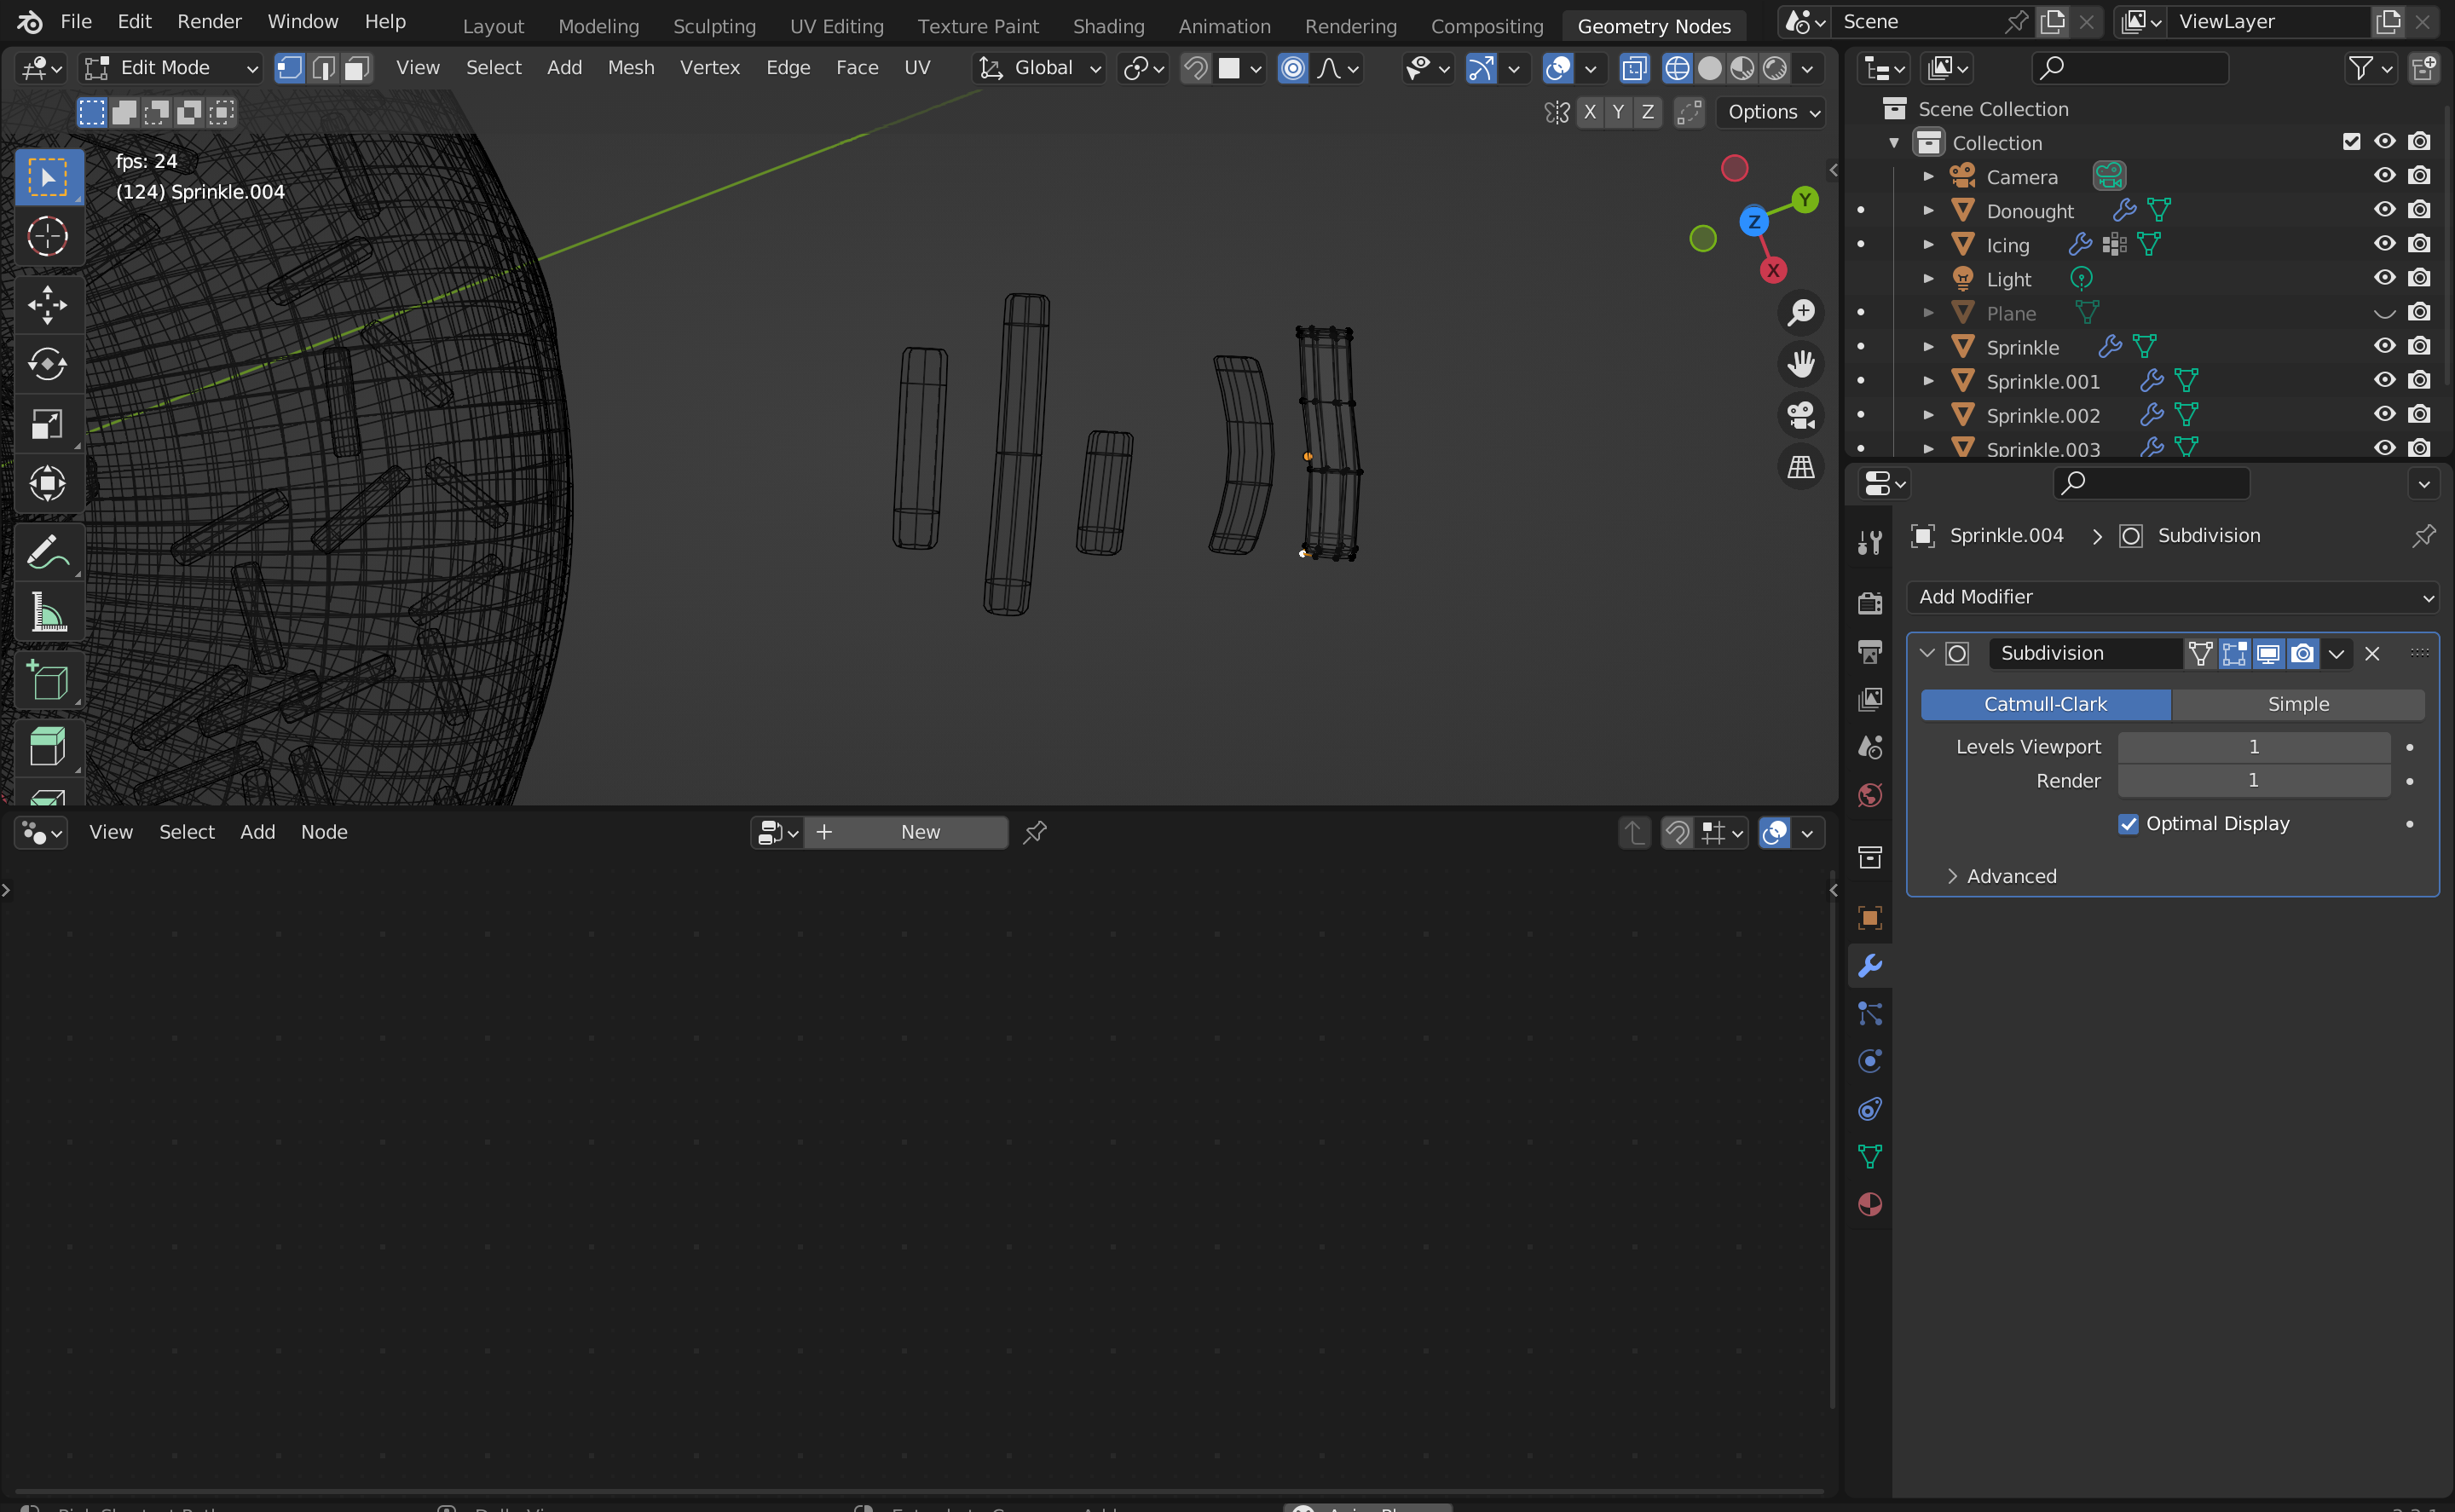 File Edit Render Window Help Layout Modeling Sculpting UV Editing Texture Paint Shading Animation Rendering Compositing Geometry Nodes Scene ViewLayer
Edit Mode View Select Add Mesh Vertex Edge Face UV Global
X Y Z Options
fps: 24
(124) Sprinkle.004
Y
Z
X
Scene Collection
Collection
Camera
Donought
Icing
Light
Plane
Sprinkle
Sprinkle.001
Sprinkle.002
Sprinkle.003
Sprinkle.004 > Subdivision
Add Modifier
Subdivision
Catmull-Clark Simple
Levels Viewport 1
Render 1
Optimal Display
Advanced
View Select Add Node + New